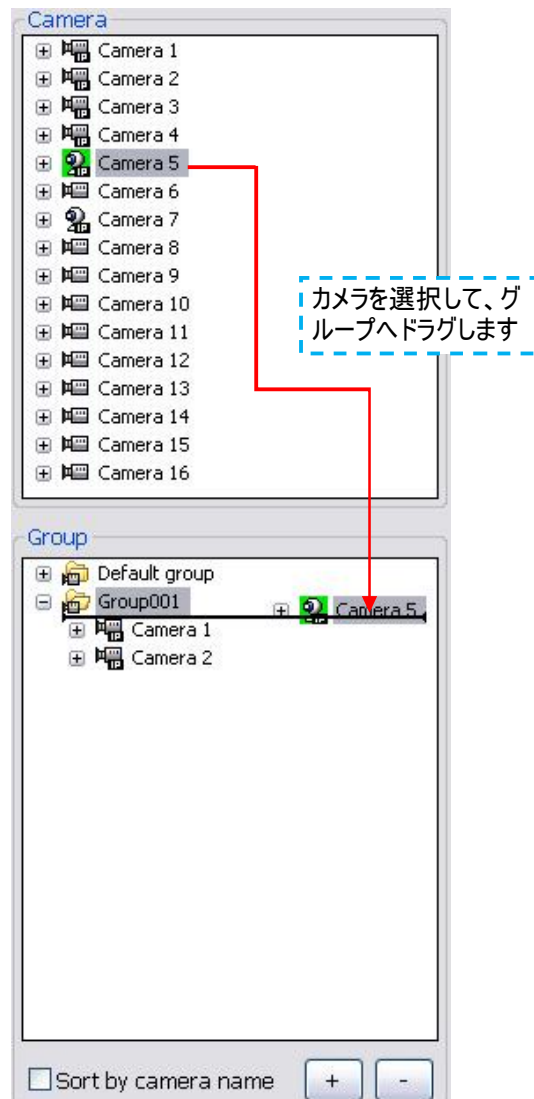 Camera
Camera 1
Camera 2
Camera 3
Camera 4
Camera 5
Camera 6
Camera 7
Camera 8
Camera 9
カメラを選択して、グ
ループへドラグします
Camera 10
Camera 11
Camera 12
Camera 13
Camera 14
Camera 15
Camera 16
Group
Default group
Group001
Camera 5
Camera 1
Camera 2
Sort by camera name + -